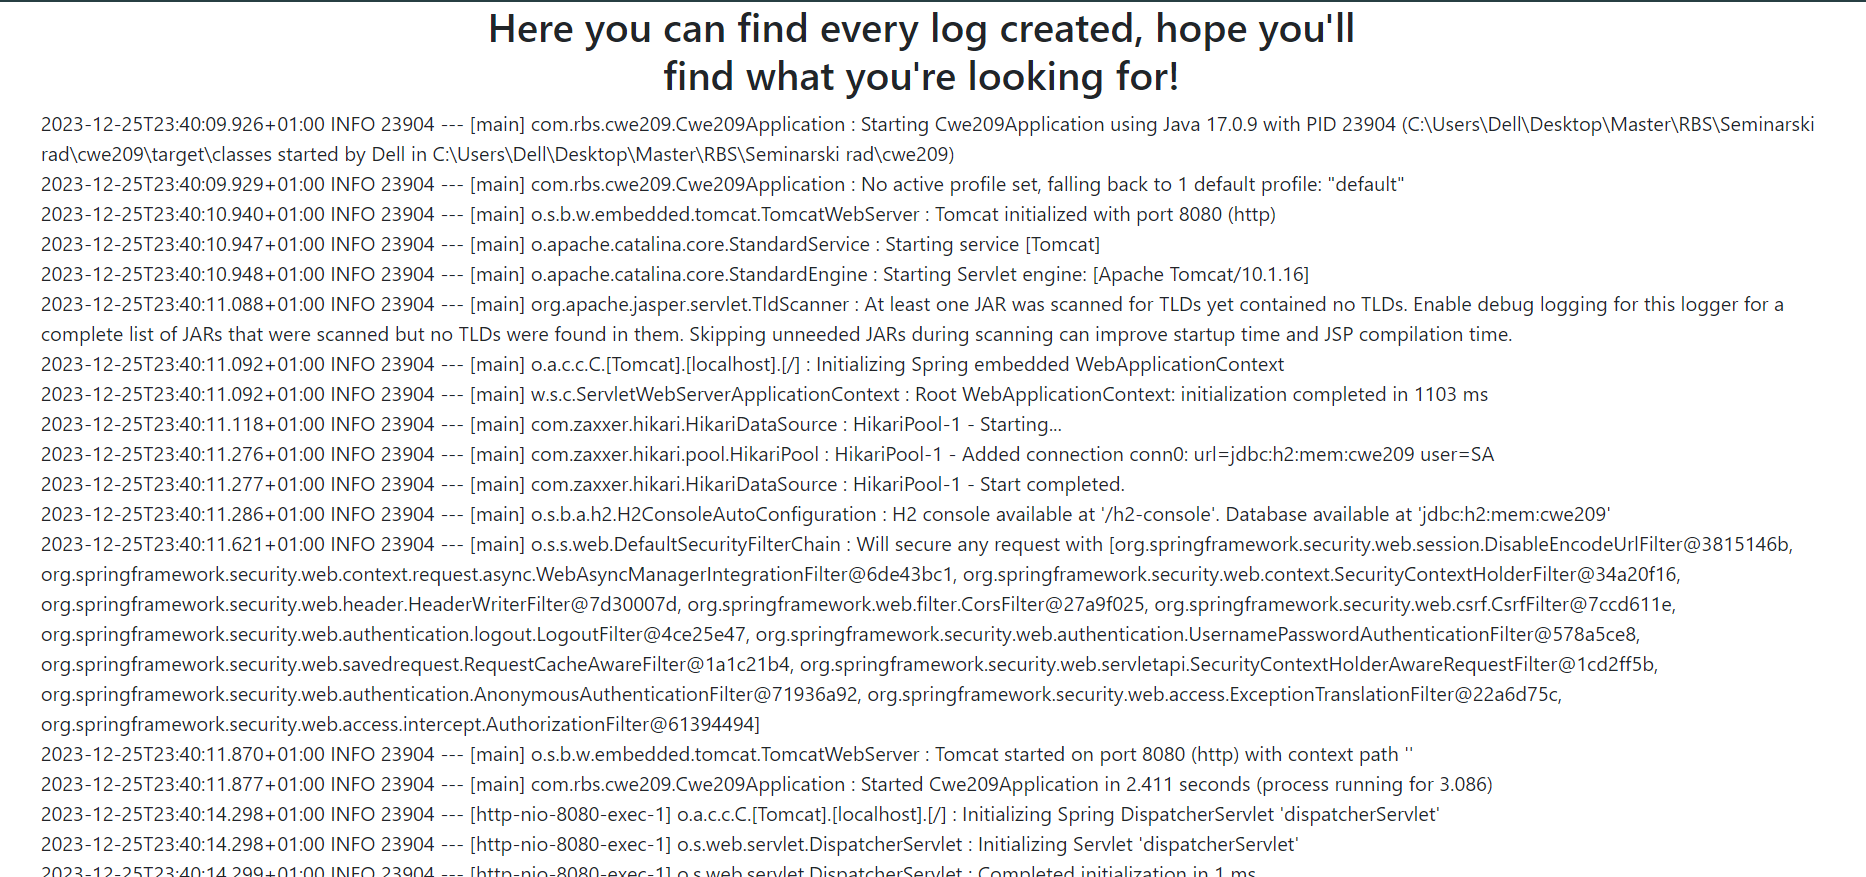 Here you can find every log created, hope you'll
find what you're looking for!
2023-12-25T23:40:09.926+01:00 INFO 23904 --- [main] com.rbs.cwe209.Cwe209Application : Starting Cwe209Application using Java 17.0.9 with PID 23904 (C:\Users\Dell\Desktop\Master\RBS\Seminarski
rad\cwe209\target\classes started by Dell in C:\Users\Dell\Desktop\Master\RBS\Seminarski rad\cwe209)
2023-12-25T23:40:09.929+01:00 INFO 23904 --- [main] com.rbs.cwe209.Cwe209Application : No active profile set, falling back to 1 default profile: "default"
2023-12-25T23:40:10.940+01:00 INFO 23904 --- [main] o.s.b.w.embedded.tomcat.TomcatWebServer : Tomcat initialized with port 8080 (http)
2023-12-25T23:40:10.947+01:00 INFO 23904 --- [main] o.apache.catalina.core.StandardService : Starting service [Tomcat]
2023-12-25T23:40:10.948+01:00 INFO 23904 --- [main] o.apache.catalina.core.StandardEngine : Starting Servlet engine: [Apache Tomcat/10.1.16]
2023-12-25T23:40:11.088+01:00 INFO 23904 --- [main] org.apache.jasper.servlet.TldScanner : At least one JAR was scanned for TLDs yet contained no TLDs. Enable debug logging for this logger for a
complete list of JARs that were scanned but no TLDs were found in them. Skipping unneeded JARs during scanning can improve startup time and JSP compilation time.
2023-12-25T23:40:11.092+01:00 INFO 23904 --- [main] o.a.c.c.C.[Tomcat].[localhost].[/] : Initializing Spring embedded WebApplicationContext
2023-12-25T23:40:11.092+01:00 INFO 23904 --- [main] w.s.c.ServletWebServerApplicationContext : Root WebApplicationContext: initialization completed in 1103 ms
2023-12-25T23:40:11.118+01:00 INFO 23904 --- [main] com.zaxxer.hikari.HikariDataSource : HikariPool-1 - Starting...
2023-12-25T23:40:11.276+01:00 INFO 23904 --- [main] com.zaxxer.hikari.pool.HikariPool : HikariPool-1 - Added connection conn0: url=jdbc:h2:mem:cwe209 user=SA
2023-12-25T23:40:11.277+01:00 INFO 23904 --- [main] com.zaxxer.hikari.HikariDataSource : HikariPool-1 - Start completed.
2023-12-25T23:40:11.286+01:00 INFO 23904 --- [main] o.s.b.a.h2.H2ConsoleAutoConfiguration : H2 console available at '/h2-console'. Database available at 'jdbc:h2:mem:cwe209'
2023-12-25T23:40:11.621+01:00 INFO 23904 --- [main] o.s.s.web.DefaultSecurityFilterChain : Will secure any request with [org.springframework.security.web.session.DisableEncodeUrlFilter@3815146b,
org.springframework.security.web.context.request.async.WebAsyncManagerIntegrationFilter@6de43bc1, org.springframework.security.web.context.SecurityContextHolderFilter@34a20f16,
org.springframework.security.web.header.HeaderWriterFilter@7d30007d, org.springframework.web.filter.CorsFilter@27a9f025, org.springframework.security.web.csrf.CsrfFilter@7ccd611e,
org.springframework.security.web.authentication.logout.LogoutFilter@4ce25e47, org.springframework.security.web.authentication.UsernamePasswordAuthenticationFilter@578a5ce8,
org.springframework.security.web.savedrequest.RequestCacheAwareFilter@1a1c21b4, org.springframework.security.web.servletapi.SecurityContextHolderAwareRequestFilter@1cd2ff5b,
org.springframework.security.web.authentication.AnonymousAuthenticationFilter@71936a92, org.springframework.security.web.access.ExceptionTranslationFilter@22a6d75c,
org.springframework.security.web.access.intercept.AuthorizationFilter@61394494]
2023-12-25T23:40:11.870+01:00 INFO 23904 --- [main] o.s.b.w.embedded.tomcat.TomcatWebServer : Tomcat started on port 8080 (http) with context path ''
2023-12-25T23:40:11.877+01:00 INFO 23904 --- [main] com.rbs.cwe209.Cwe209Application : Started Cwe209Application in 2.411 seconds (process running for 3.086)
2023-12-25T23:40:14.298+01:00 INFO 23904 --- [http-nio-8080-exec-1] o.a.c.c.C.[Tomcat].[localhost].[/] : Initializing Spring DispatcherServlet 'dispatcherServlet'
2023-12-25T23:40:14.298+01:00 INFO 23904 --- [http-nio-8080-exec-1] o.s.web.servlet.DispatcherServlet : Initializing Servlet 'dispatcherServlet'
2023-12-25T23:40:14.299+01:00 INFO 23904 --- [http-nio-8080-exec-1] o.s.web.servlet.DispatcherServlet : Completed initialization in 1 ms